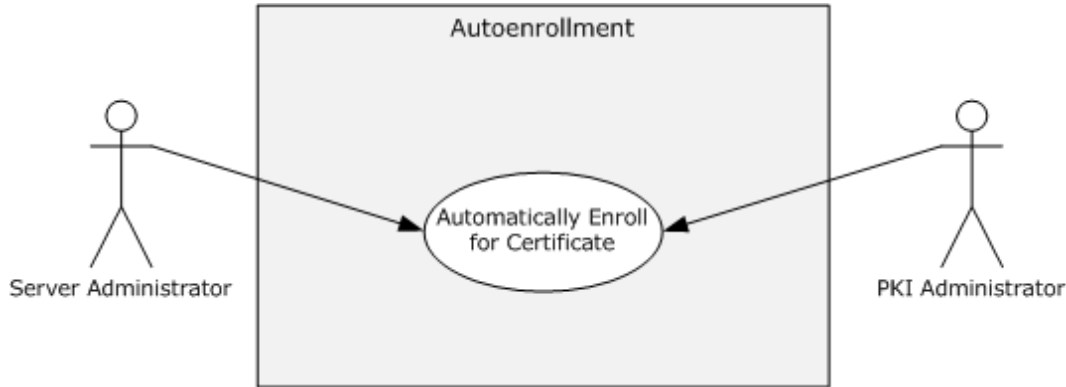 Autoenrollment
Automatically Enroll
for Certificate
Server Administrator
PKI Administrator